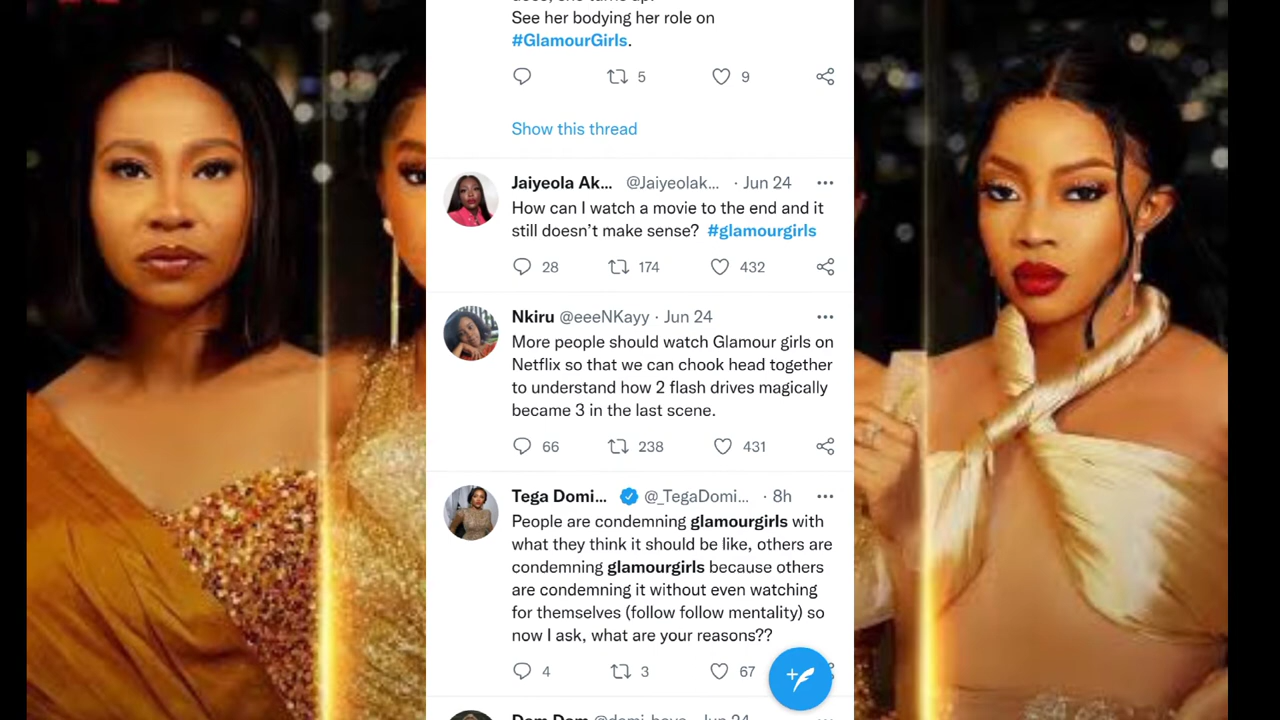 See her bodying her role on
#GlamourGirls.
5
9
Show this thread
Jaiyeola Ak... @Jaiyeolak... · Jun 24
How can I watch a movie to the end and it
still doesn't make sense? #glamourgirls
28
174
432
Nkiru @eeeNKayy · Jun 24
More people should watch Glamour girls on
Netflix so that we can chook head together
to understand how 2 flash drives magically
became 3 in the last scene.
66
238
431
Tega Domi... @_TegaDomi... · 8h
People are condemning glamourgirls with
what they think it should be like, others are
condemning glamourgirls because others
are condemning it without even watching
for themselves (follow follow mentality) so
now I ask, what are your reasons??
4
3
67